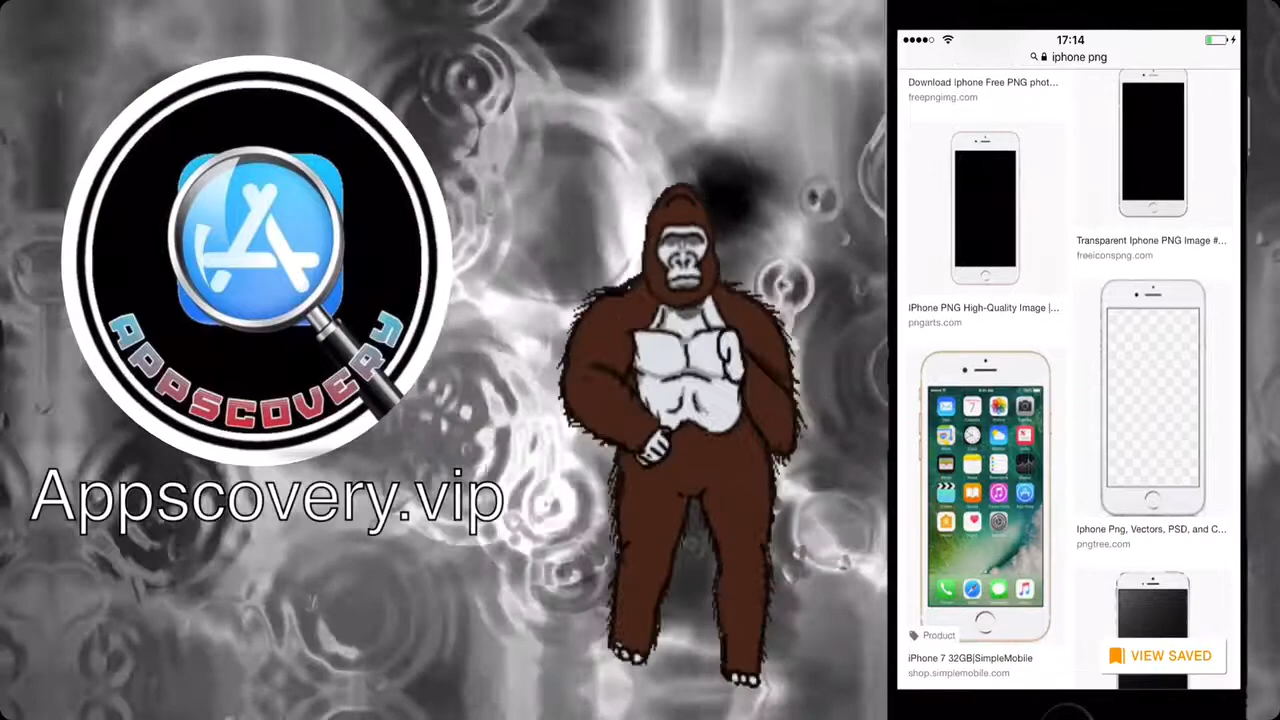 APPSCOVERY
Appscovery.vip
17:14
iphone png
Download Iphone Free PNG phot...
freepngimg.com
IPhone PNG High-Quality Image |...
pngarts.com
Product
iPhone 7 32GB|SimpleMobile
shop.simplemobile.com
Transparent Iphone PNG Image #...
freeiconspng.com
Iphone Png, Vectors, PSD, and C...
pngtree.com
VIEW SAVED